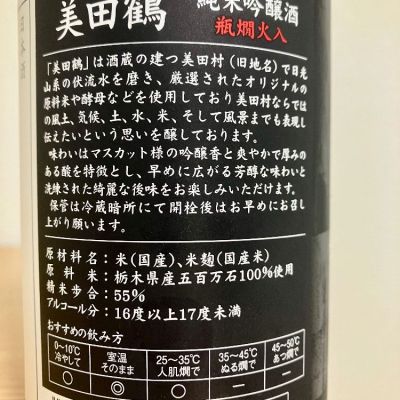 日本酒
美田鶴
純米吟醸酒
瓶燗火入
「美田鶴」は酒蔵の建つ美田村(旧地名)で日光
山系の伏流水を磨き、厳選されたオリジナルの
原料米や酵母などを使用しており美田村ならでは
の風土、気候、土、水、米、そして風景までも表現し
伝えたいという思いを醸しております。
味わいはマスカット様の吟醸香と爽やかで厚みの
ある酸を特徴とし、早めに広がる芳醇な味わいと
洗練された綺麗な後味をお楽しみいただけます。
保管は冷蔵暗所にて開栓後はお早めにお召し
上がり願います。
原材料名:米(国産)、米麹(国産米)
原料米:栃木県産五百万石100%使用
精米歩合:55%
アルコール分:16度以上17度未満
おすすめの飲み方
0~10℃ 冷やして 室温 そのまま 25~35℃ 人肌燗で 35~45℃ ぬる燗で 45~50℃ あつ燗で
○ ◎ ○ ー ー